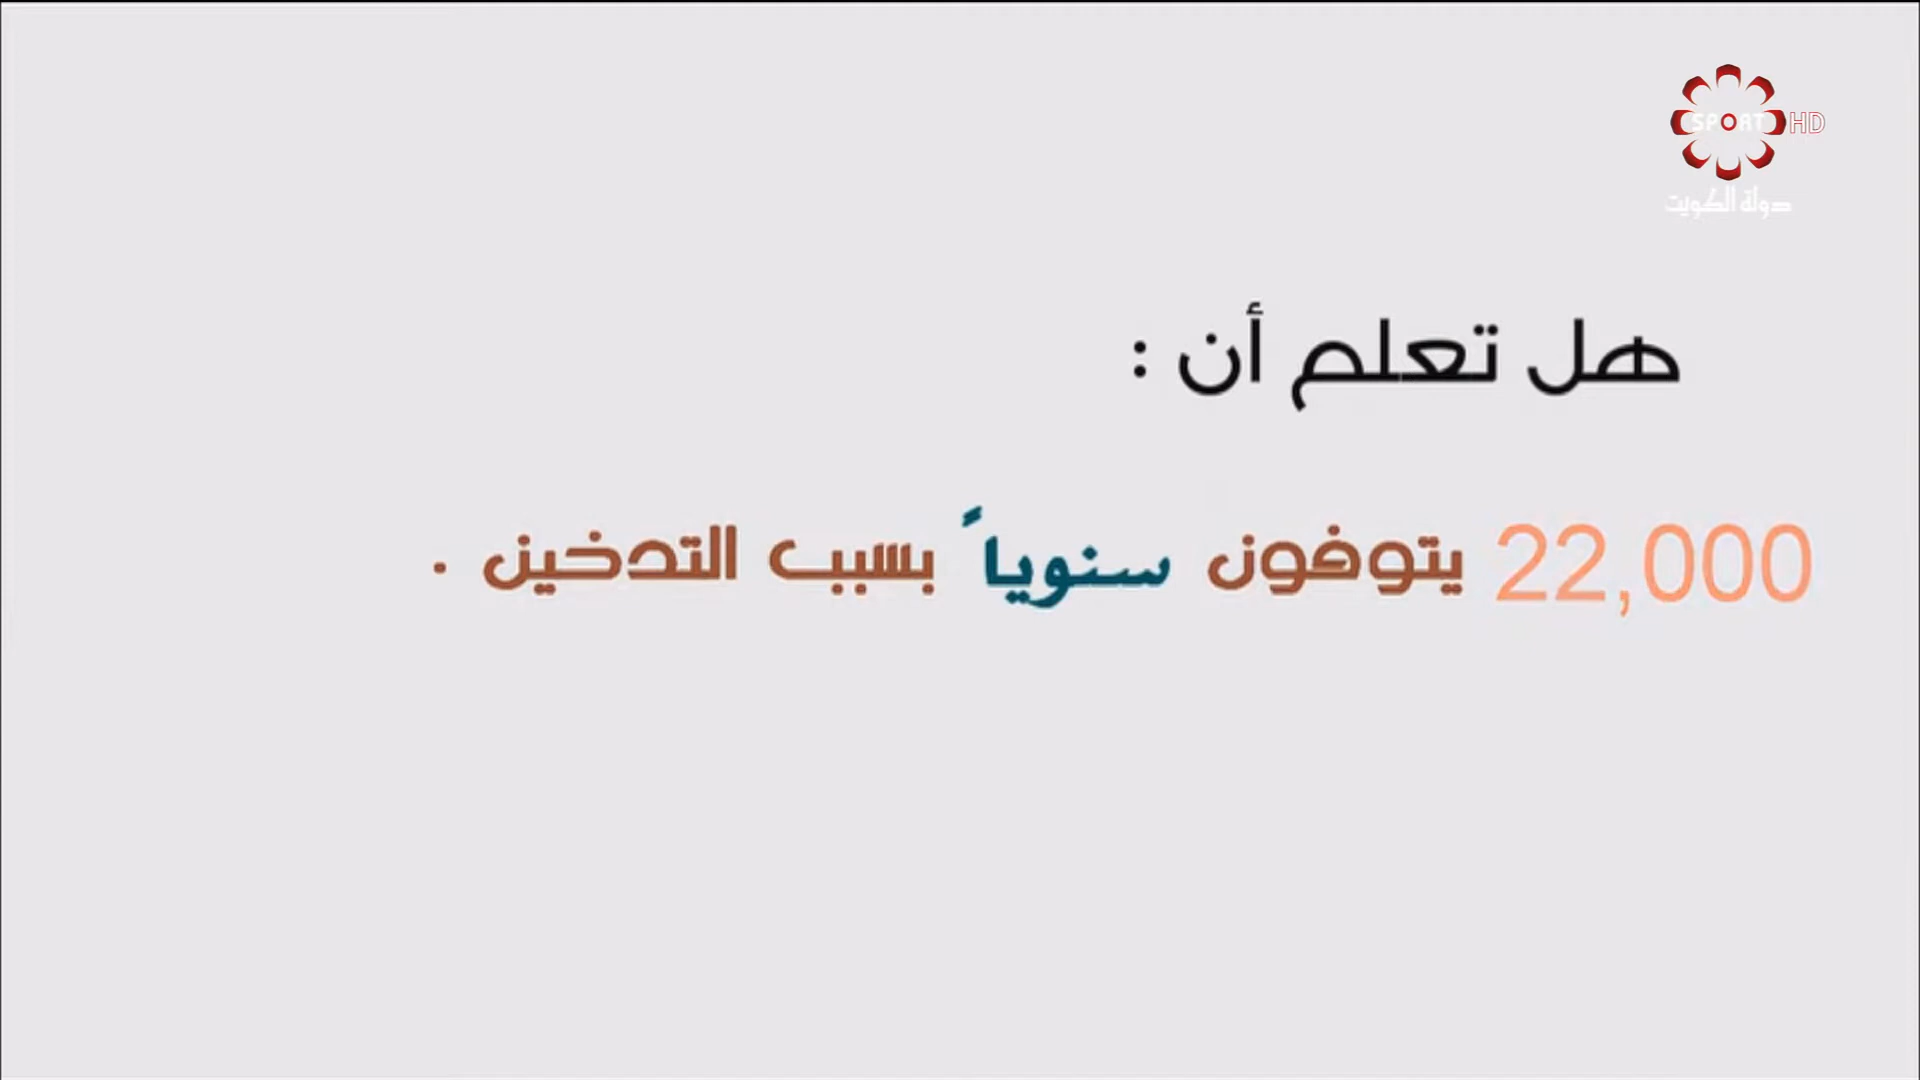 SPORT HD
دولة الكويت
هل تعلم أن :
22,000 يتوفون سنوياً بسبب التدخين .